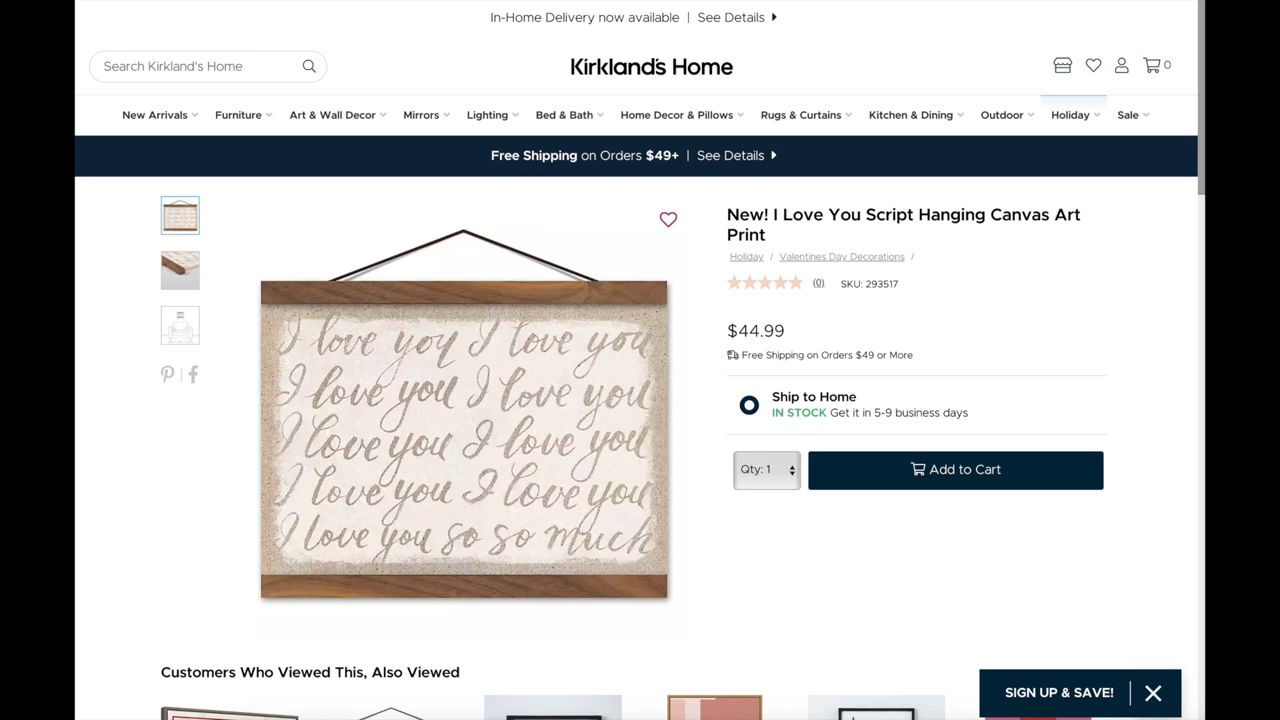 In-Home Delivery now available | See Details
Search Kirkland's Home
Kirkland's Home
0
New Arrivals Furniture Art & Wall Decor Mirrors Lighting Bed & Bath Home Decor & Pillows Rugs & Curtains Kitchen & Dining Outdoor Holiday Sale
Free Shipping on Orders $49+ | See Details
New! I Love You Script Hanging Canvas Art
Print
Holiday / Valentines Day Decorations /
(0) SKU: 293517
$44.99
Free Shipping on Orders $49 or More
Ship to Home
IN STOCK Get it in 5-9 business days
Qty: 1
Add to Cart
I love you I love you
I love you I love you
I love you I love you
I love you I love you
I love you so so much
Customers Who Viewed This, Also Viewed
SIGN UP & SAVE!